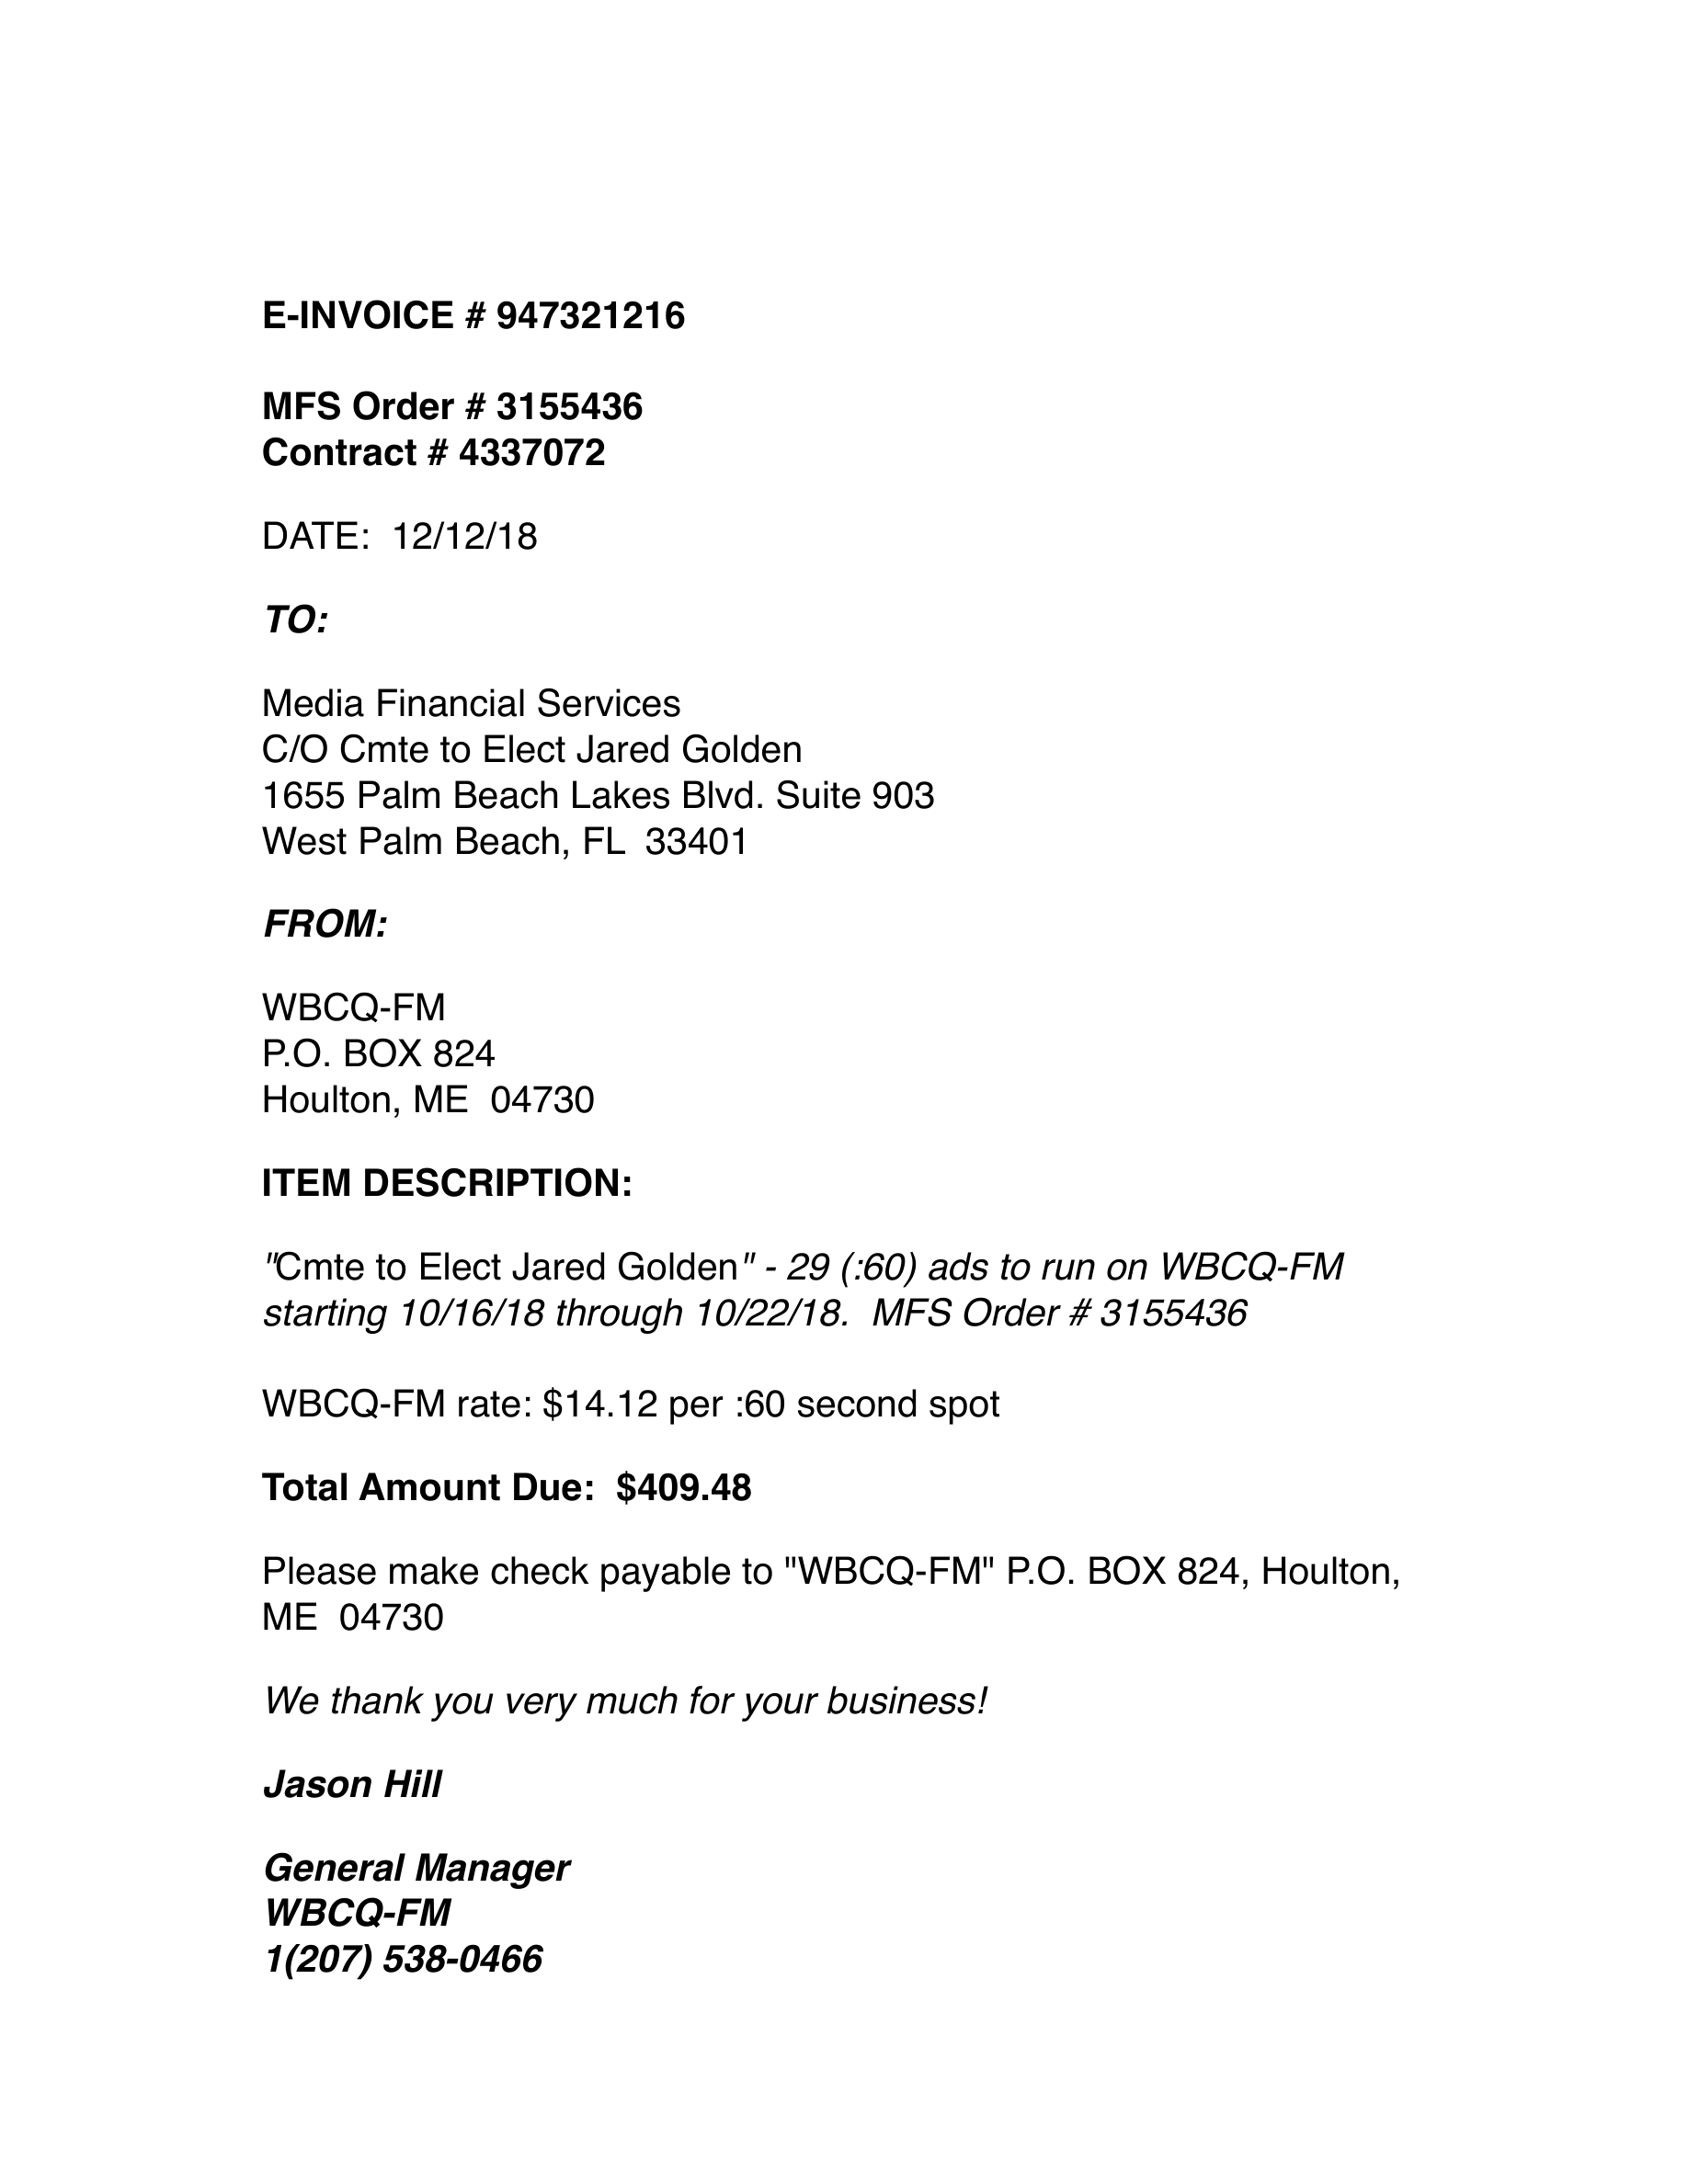 E-INVOICE # 947321216
MFS Order # 3155436
Contract # 4337072
DATE:  12/12/18
TO:
Media Financial Services
C/O Cmte to Elect Jared Golden
1655 Palm Beach Lakes Blvd. Suite 903
West Palm Beach, FL  33401
FROM:
WBCQ-FM
P.O. BOX 824
Houlton, ME  04730
ITEM DESCRIPTION:
"Cmte to Elect Jared Golden" - 29 (:60) ads to run on WBCQ-FM
starting 10/16/18 through 10/22/18.  MFS Order # 3155436
WBCQ-FM rate: $14.12 per :60 second spot
Total Amount Due:  $409.48
Please make check payable to "WBCQ-FM" P.O. BOX 824, Houlton,
ME  04730
We thank you very much for your business!
Jason Hill
General Manager
WBCQ-FM
1(207) 538-0466